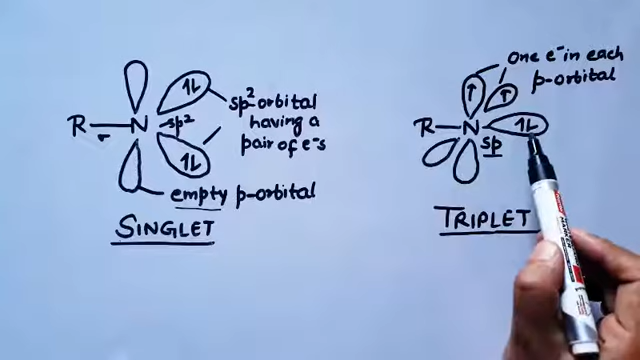 R — N sp²
1L
1L
sp² orbital
having a
pair of e⁻s
empty p-orbital
SINGLET
One e⁻ in each
p-orbital
↑ ↑
R — N 1L
sp
TRIPLET